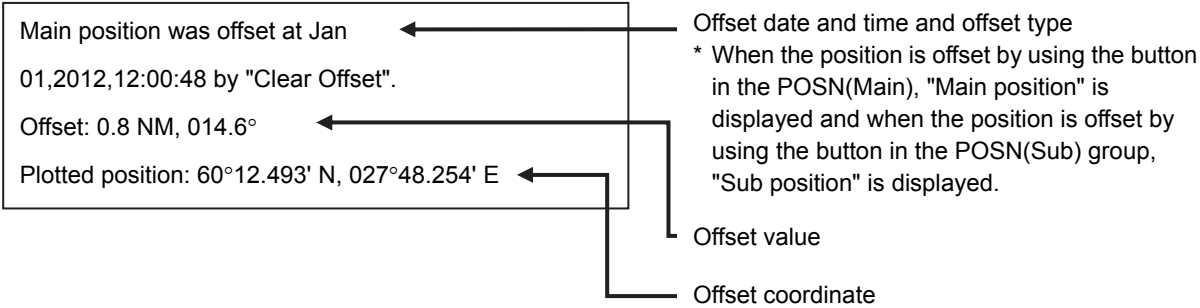 Main position was offset at Jan
01,2012,12:00:48 by "Clear Offset".
Offset: 0.8 NM, 014.6°
Plotted position: 60°12.493' N, 027°48.254' E
Offset date and time and offset type
* When the position is offset by using the button
in the POSN(Main), "Main position" is
displayed and when the position is offset by
using the button in the POSN(Sub) group,
"Sub position" is displayed.
Offset value
Offset coordinate